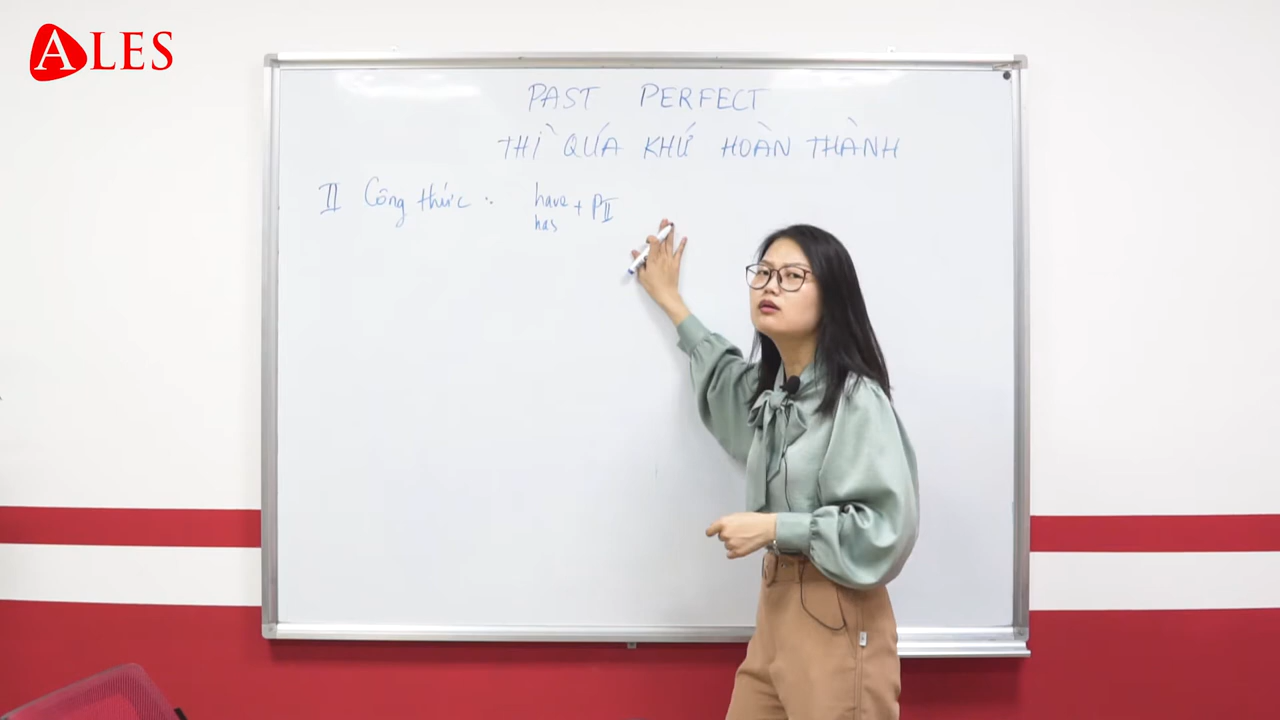 ALES
PAST PERFECT
THÌ QÚA KHỨ HOÀN THÀNH
II Công thức : have + PII
has